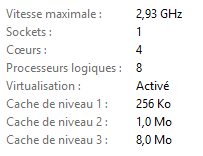 Vitesse maximale : 2,93 GHz
Sockets : 1
Cœurs : 4
Processeurs logiques : 8
Virtualisation : Activé
Cache de niveau 1 : 256 Ko
Cache de niveau 2 : 1,0 Mo
Cache de niveau 3 : 8,0 Mo